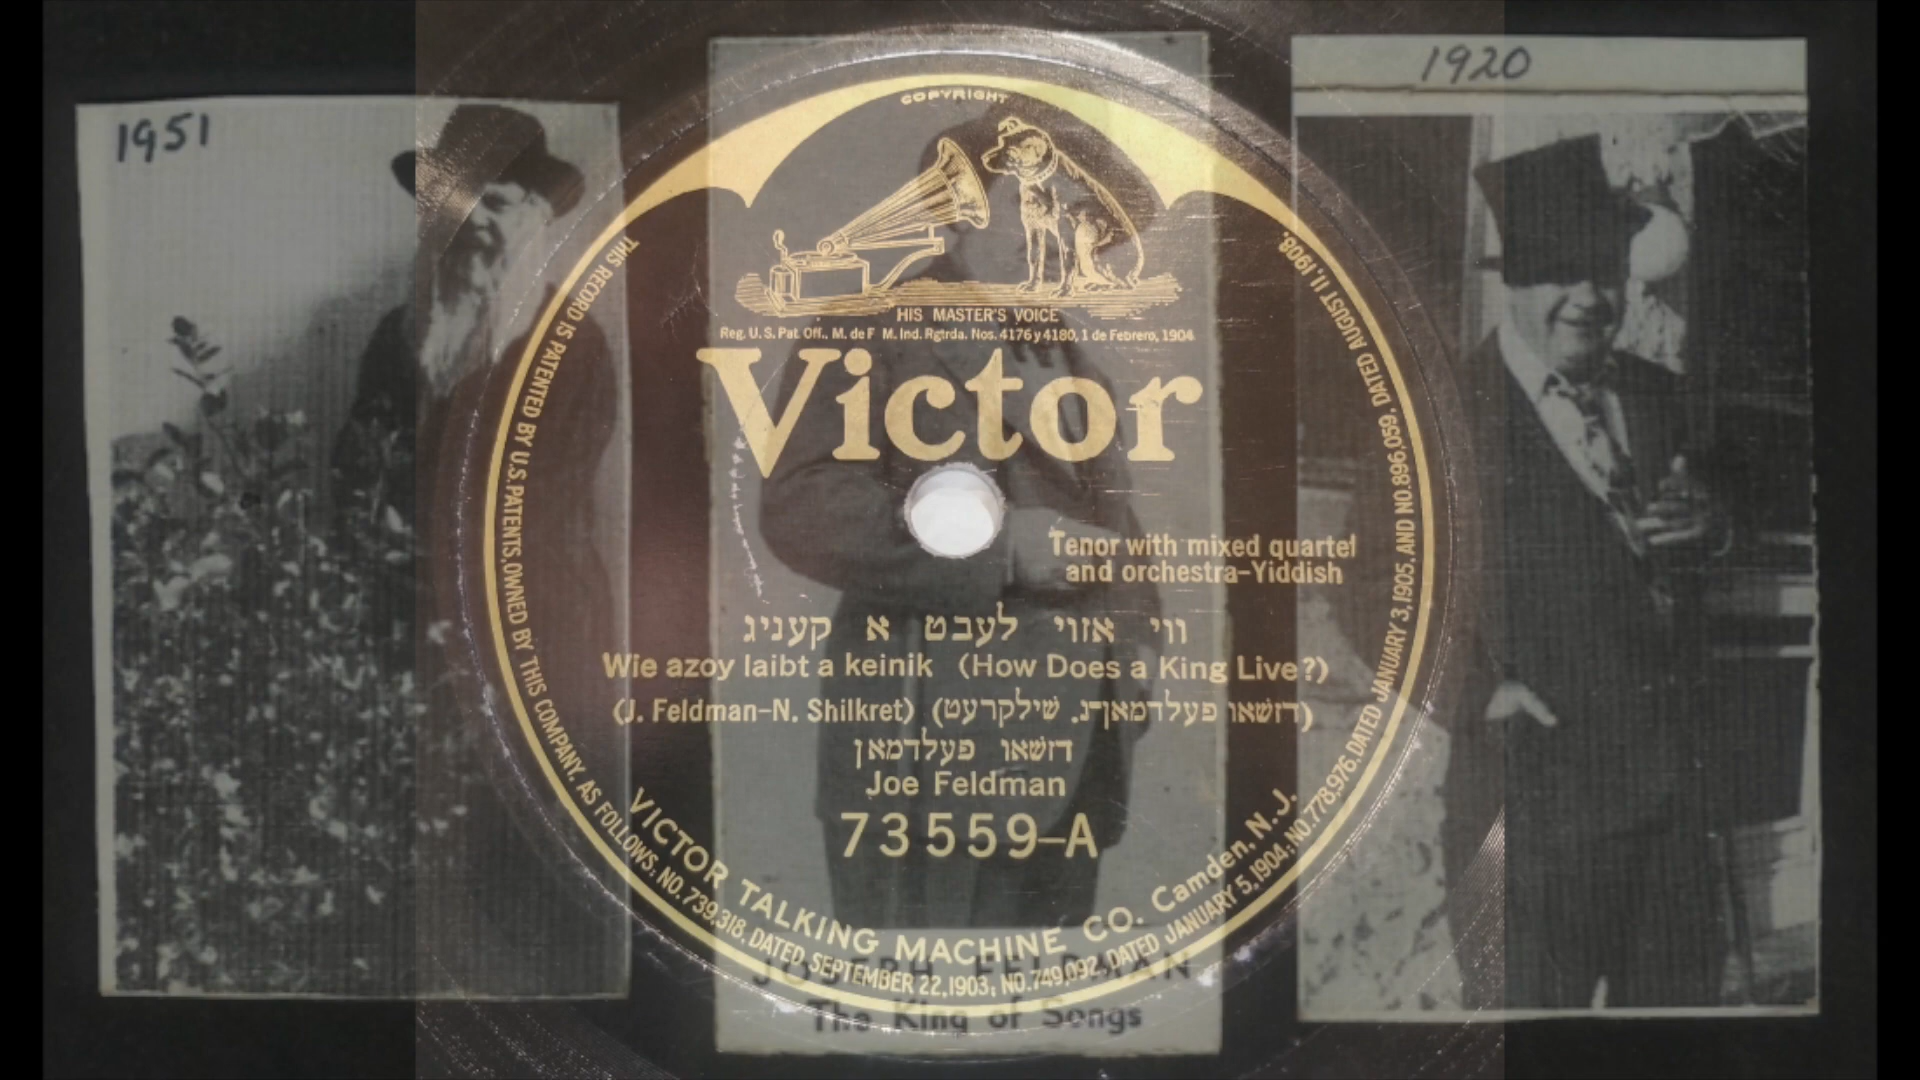 1951
1920
COPYRIGHT
HIS MASTER'S VOICE
Reg. U. S. Pat. Off.. M. de F M. Ind. Rgtrda. Nos. 4176 y 4180, 1 de Febrero, 1904
Victor
Tenor with mixed quartet
and orchestra–Yiddish
ווי אזוי לעבט א קעניג
Wie azoy laibt a keinik (How Does a King Live?)
(J. Feldman–N. Shilkret) (דזשאו פעלדמאן־נ. שילקרעט)
דזשאו פעלדמאן
Joe Feldman
73559–A
VICTOR TALKING MACHINE CO. Camden, N. J.
THIS RECORD IS PATENTED BY U.S. PATENTS, OWNED BY THIS COMPANY, AS FOLLOWS: NO. 739,318, DATED SEPTEMBER 22, 1903; NO. 749,092, DATED JANUARY 5, 1904; NO. 778,976, DATED JANUARY 3, 1905. AND NO. 896,059, DATED AUGUST 11, 1908.
JOSEPH FELDMAN
The King of Songs